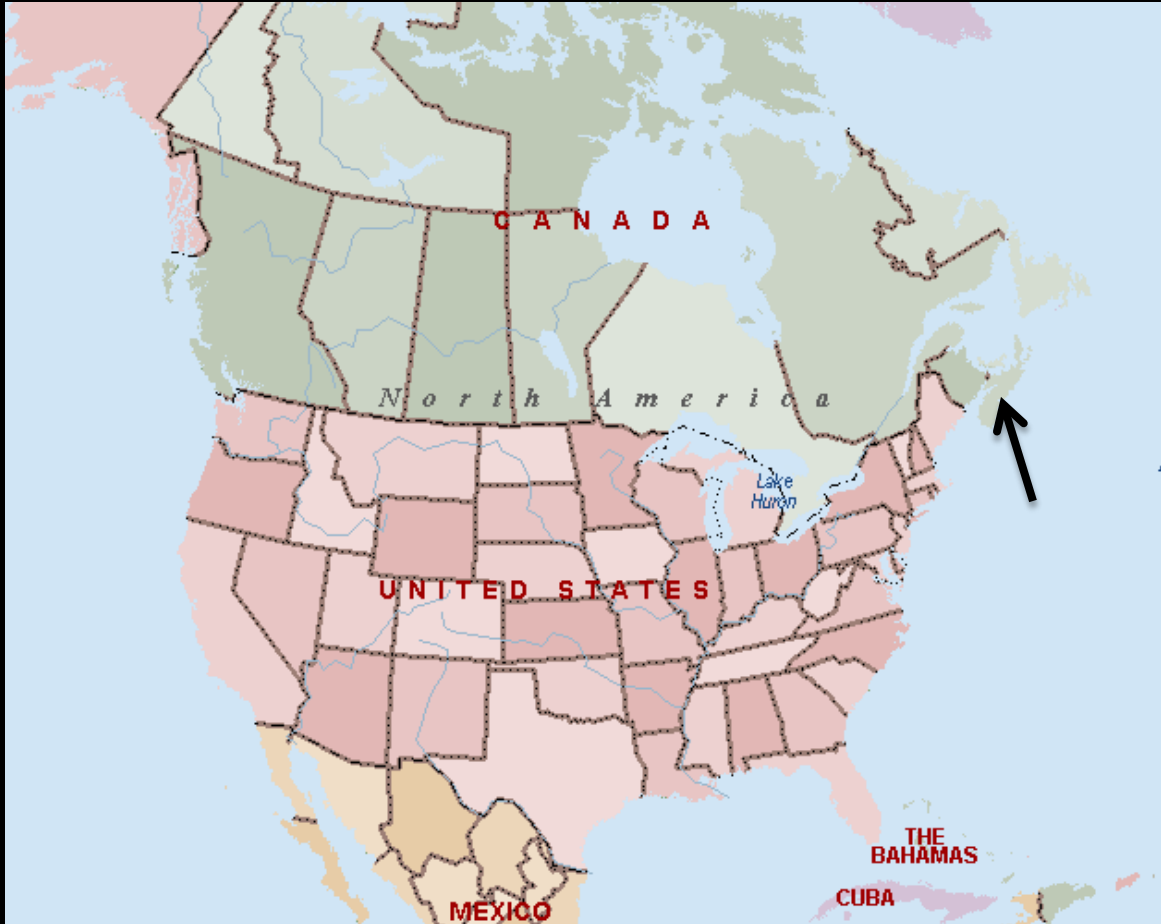 CANADA
North America
Lake
Huron
UNITED STATES
THE
BAHAMAS
CUBA
MEXICO